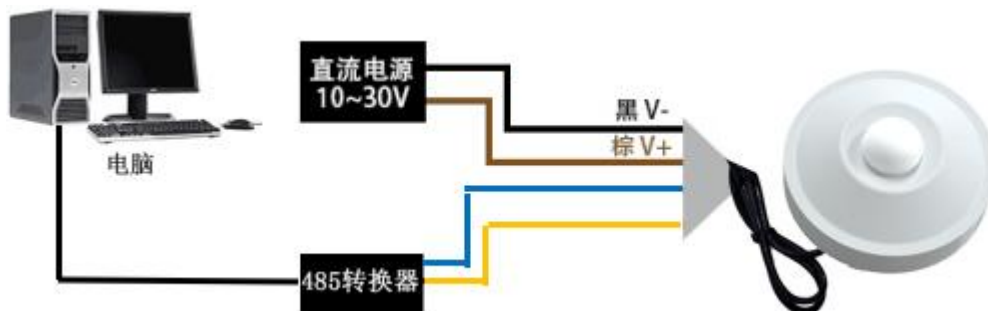 直流电源
10~30V
黑 V-
棕 V+
电脑
485转换器